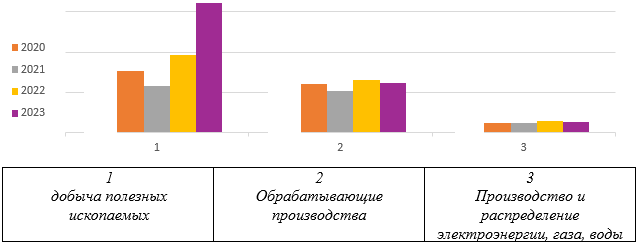 2020
2021
2022
2023
1
2
3
1
добыча полезных
ископаемых
2
Обрабатывающие
производства
3
Производство и
распределение
электроэнергии, газа, воды